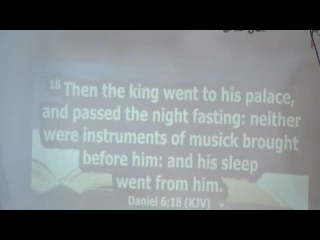 18 Then the king went to his palace,
and passed the night fasting: neither
were instruments of musick brought
before him: and his sleep
went from him.
Daniel 6:18 (KJV)